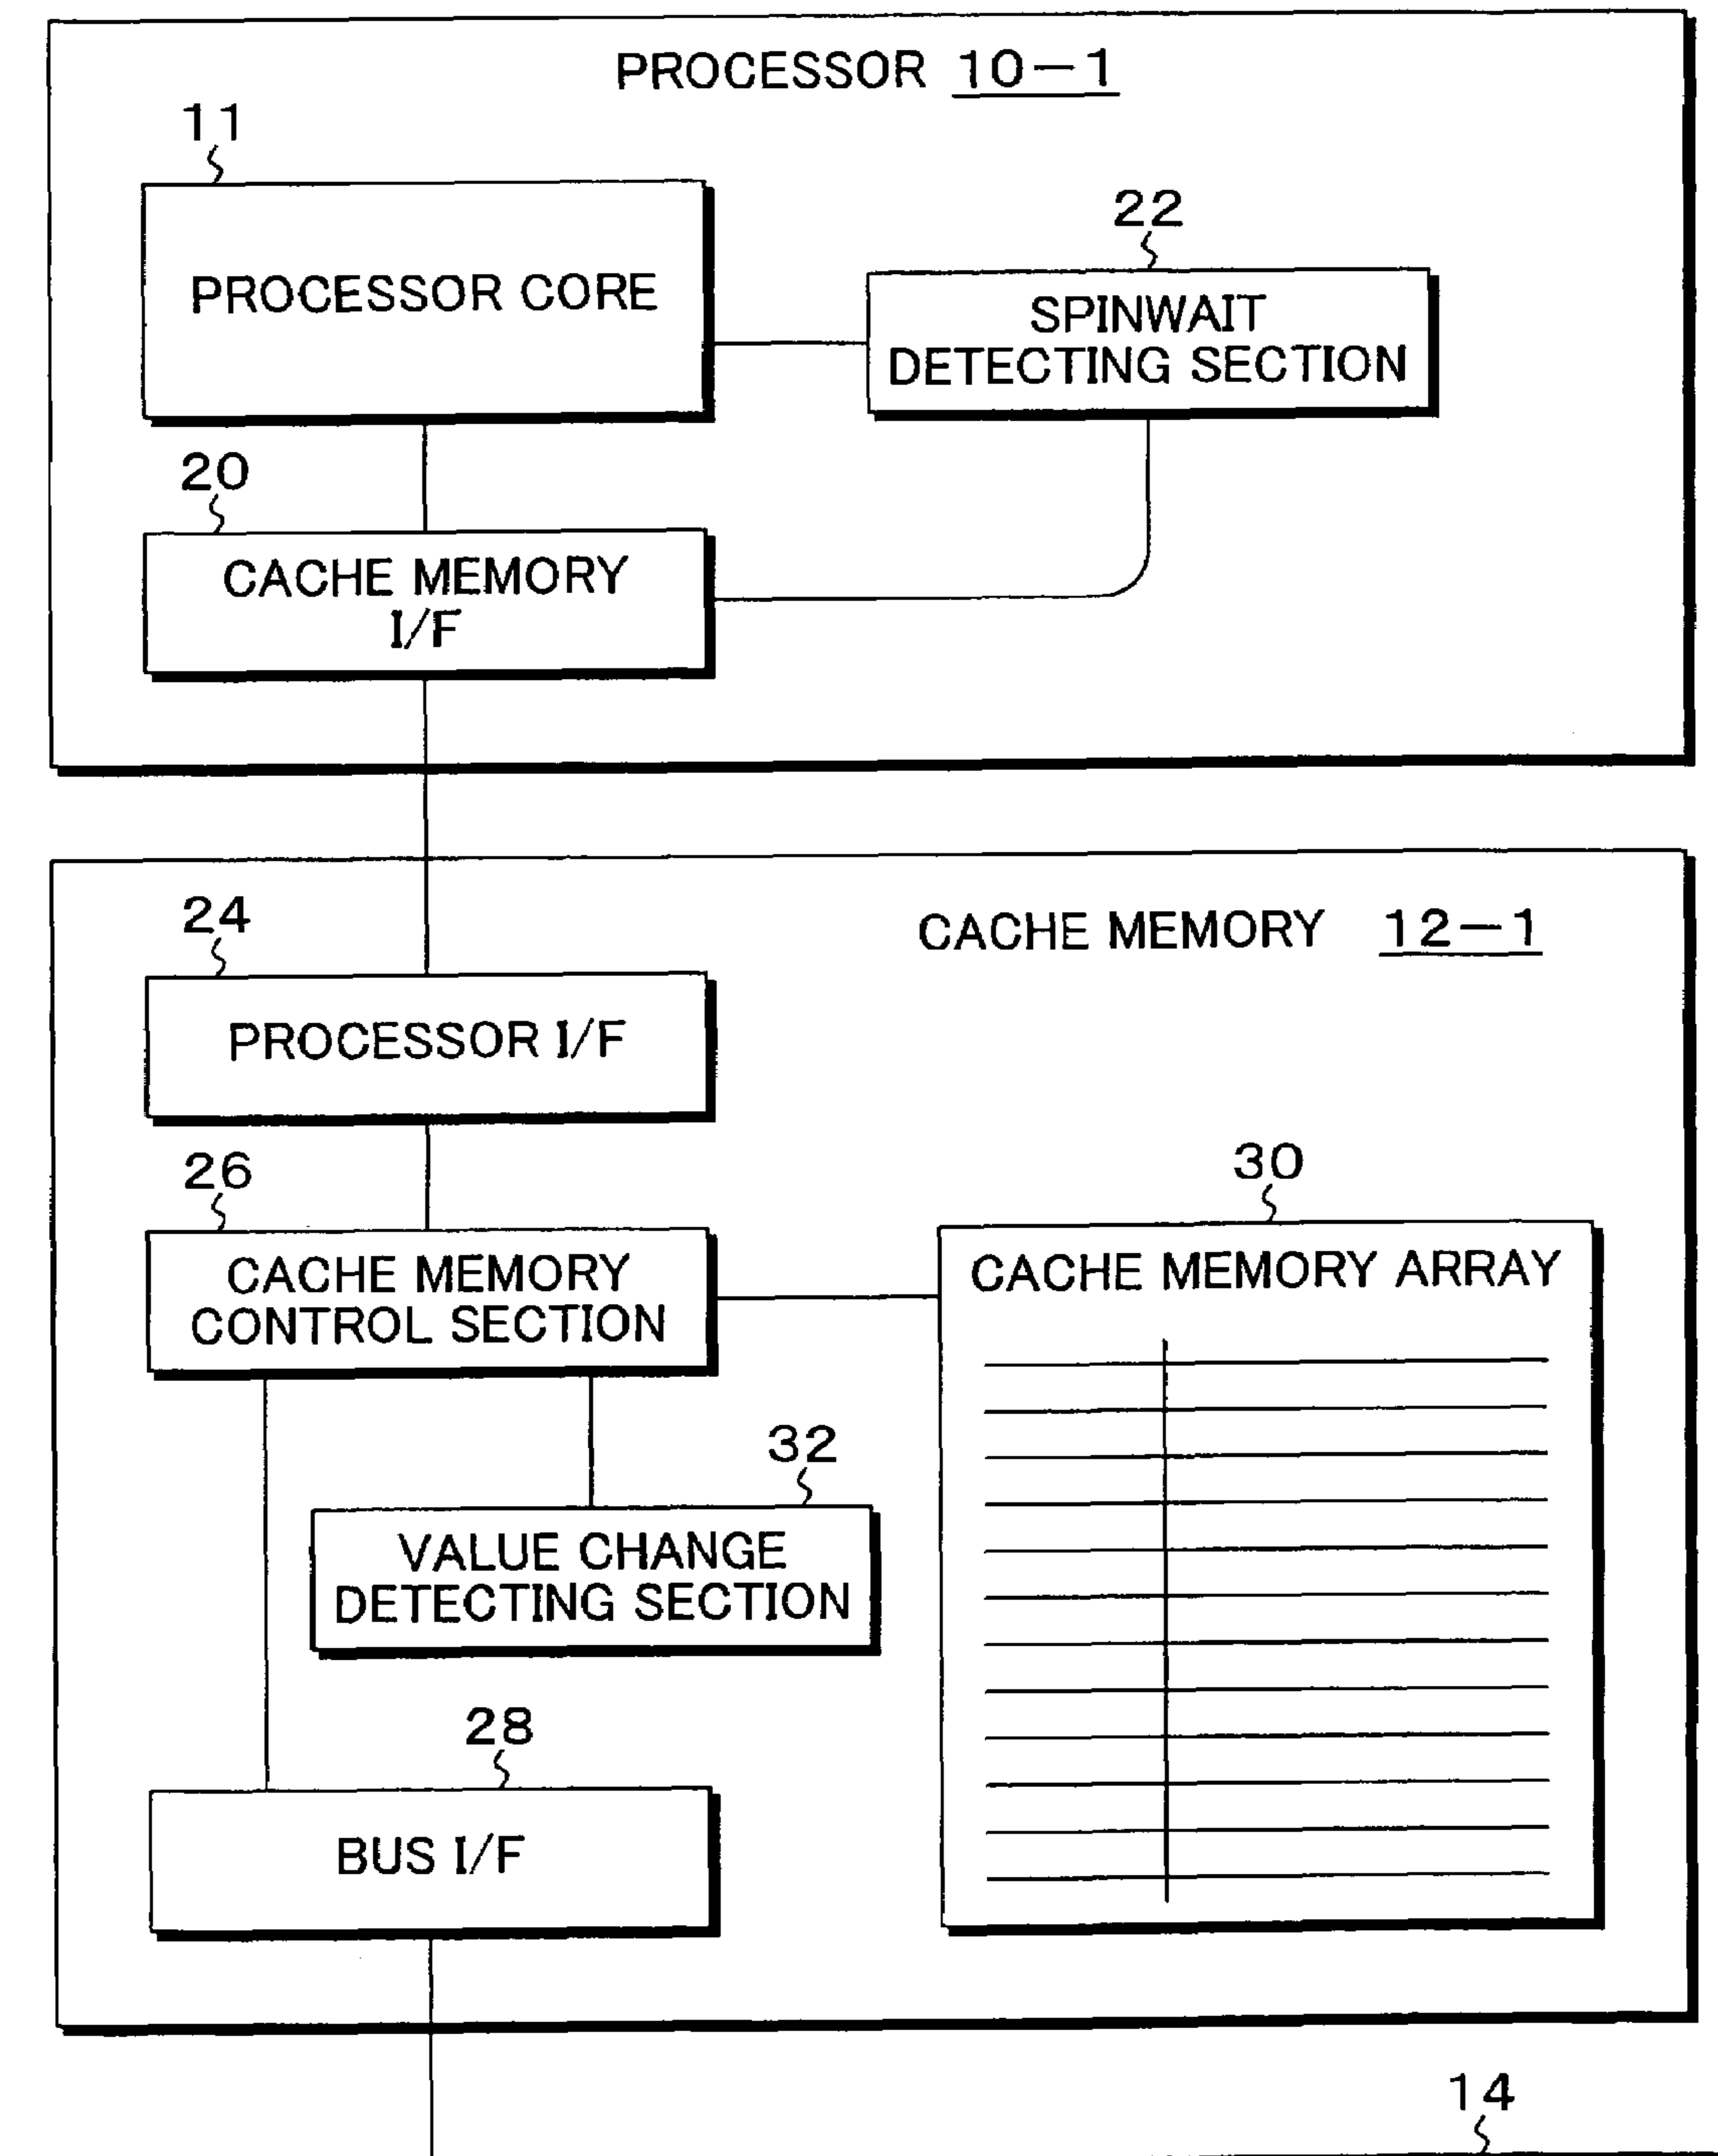 PROCESSOR 10-1
11
PROCESSOR CORE
22
SPINWAIT
DETECTING SECTION
20
CACHE MEMORY
I/F
CACHE MEMORY 12-1
24
PROCESSOR I/F
26
CACHE MEMORY
CONTROL SECTION
30
CACHE MEMORY ARRAY
32
VALUE CHANGE
DETECTING SECTION
28
BUS I/F
14